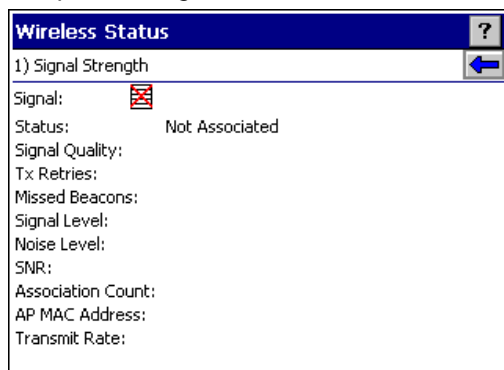 Wireless Status ?
1) Signal Strength
Signal:
Status: Not Associated
Signal Quality:
Tx Retries:
Missed Beacons:
Signal Level:
Noise Level:
SNR:
Association Count:
AP MAC Address:
Transmit Rate: